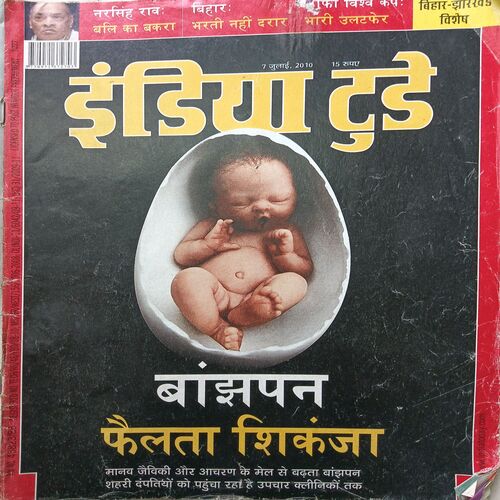 नरसिंह रावः
बलि का बकरा
बिहारः
भरती नहीं दरार
फा विश्व कपः
भारी उलटफेर
बिहार-झारखंड
विशेष
7 जुलाई, 2010
15 रुपए
इंडिया टुडे
बांझपन
फैलता शिकंजा
मानव जैविकी और आचरण के मेल से बढ़ता बांझपन
शहरी दंपतियों को पहुंचा रहा है उपचार क्लीनिकों तक